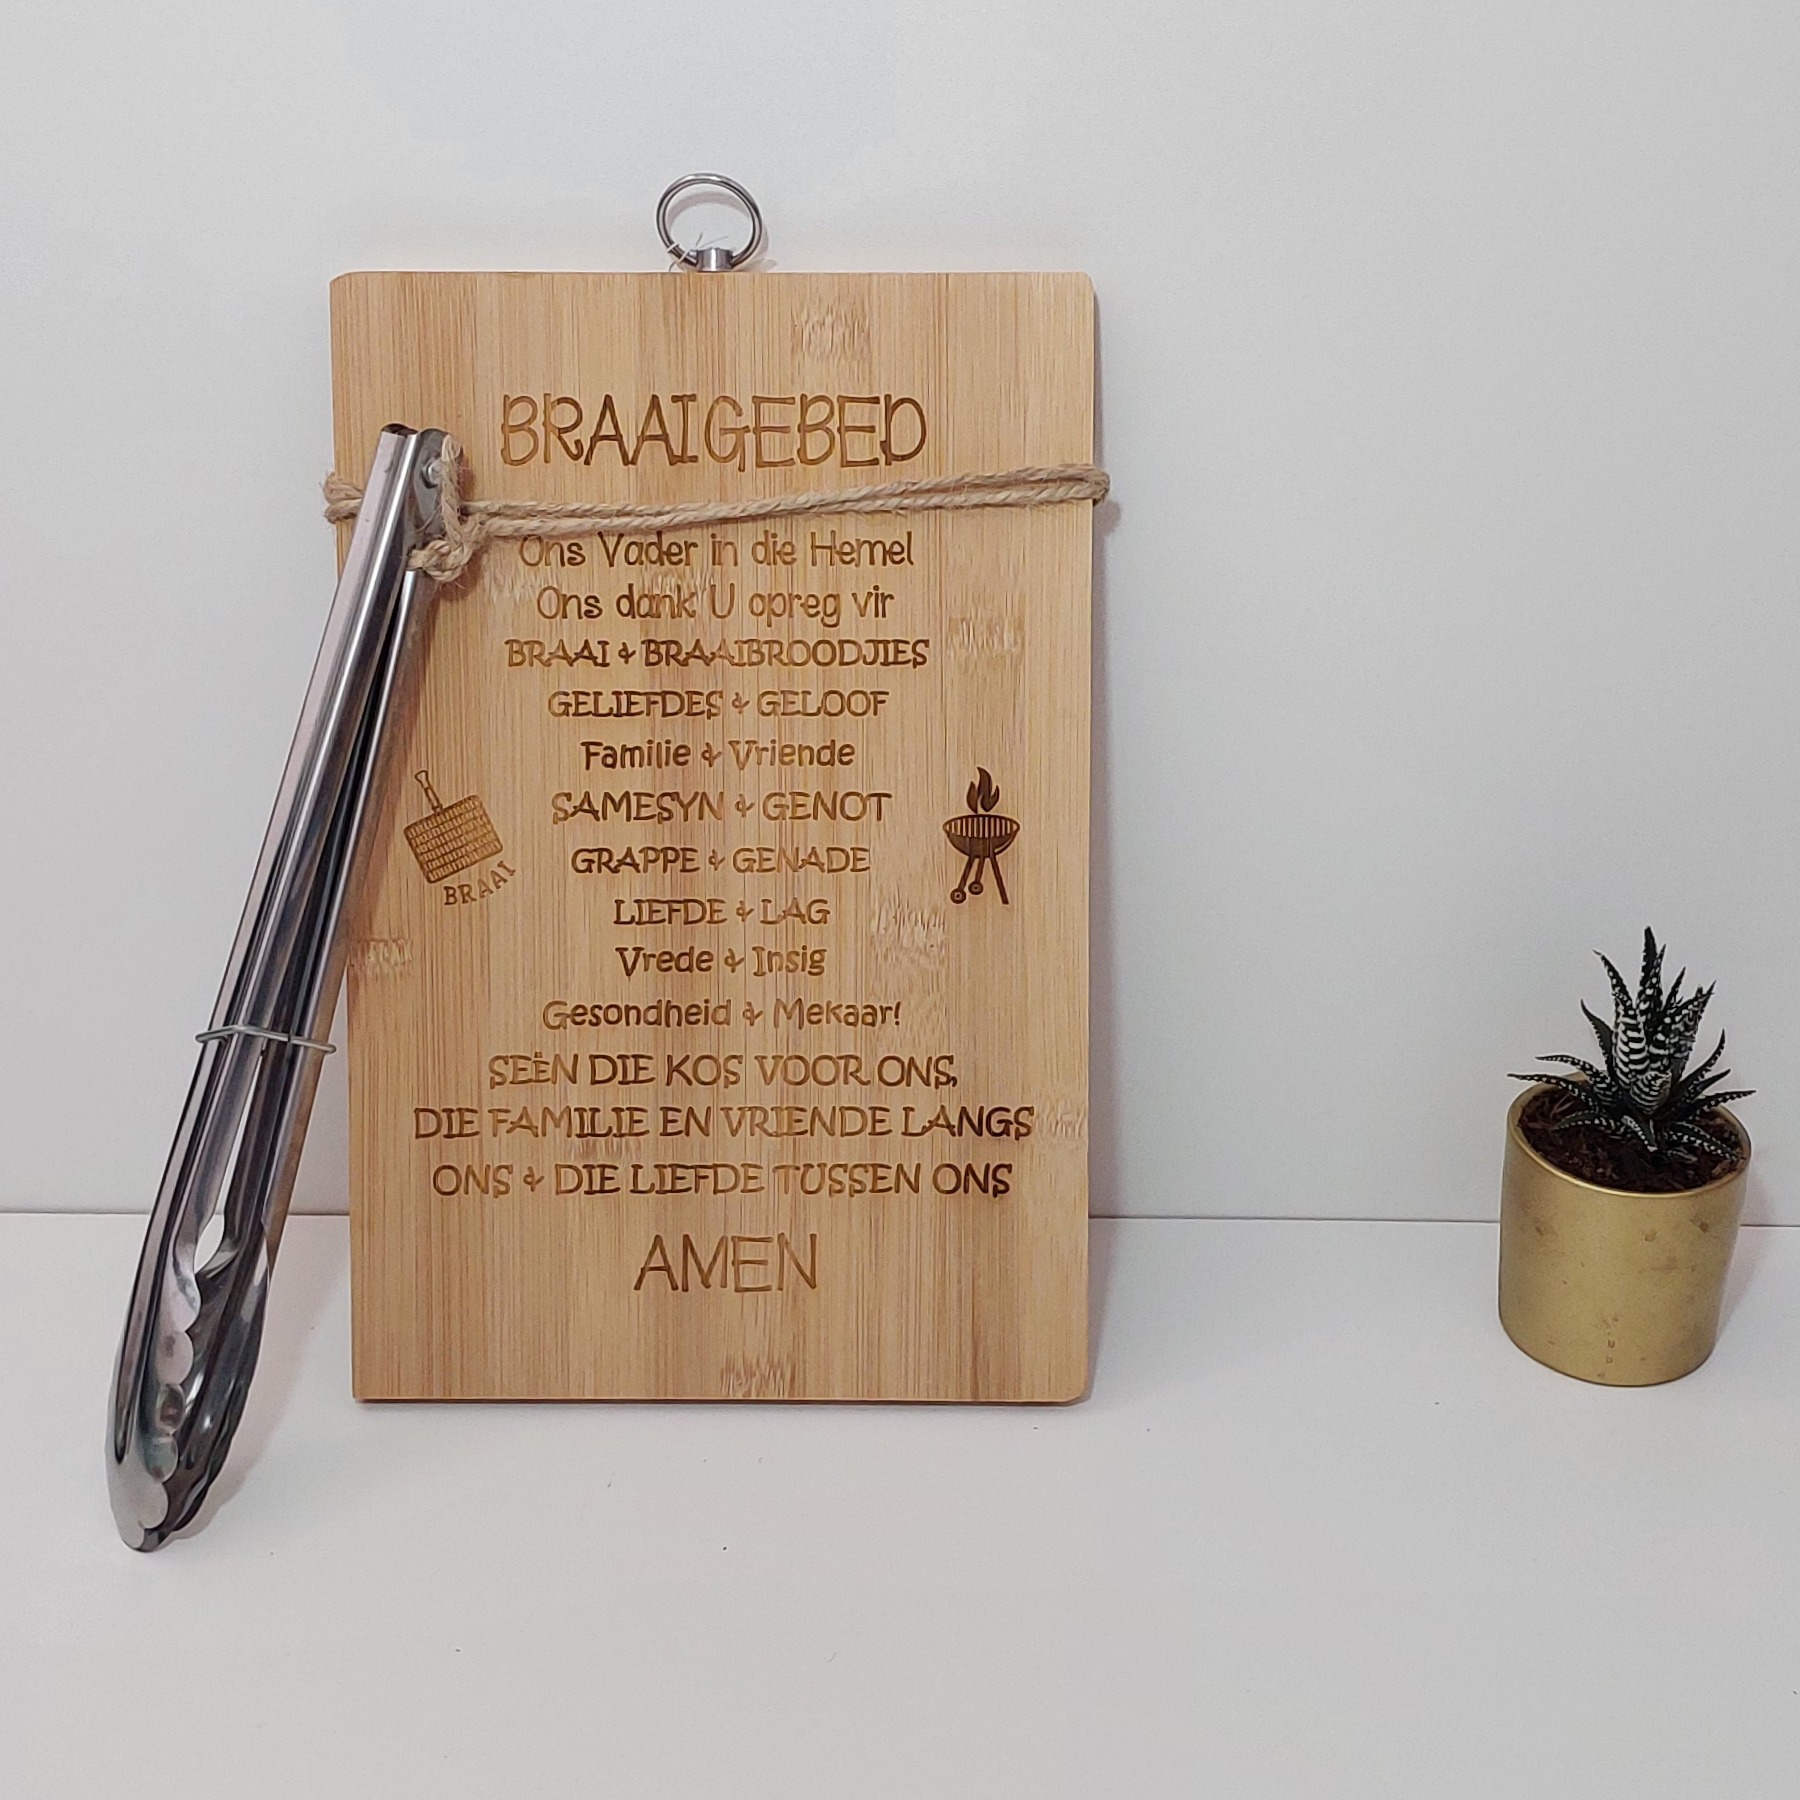 BRAAIGEBED
Ons Vader in die Hemel
Ons dank U opreg vir
BRAAI & BRAAIBROODJIES
GELIEFDES & GELOOF
Familie & Vriende
SAMESYN & GENOT
GRAPPE & GENADE
LIEFDE & LAG
Vrede & Insig
Gesondheid & Mekaar!
SEËN DIE KOS VOOR ONS,
DIE FAMILIE EN VRIENDE LANGS
ONS & DIE LIEFDE TUSSEN ONS
AMEN
BRAAI